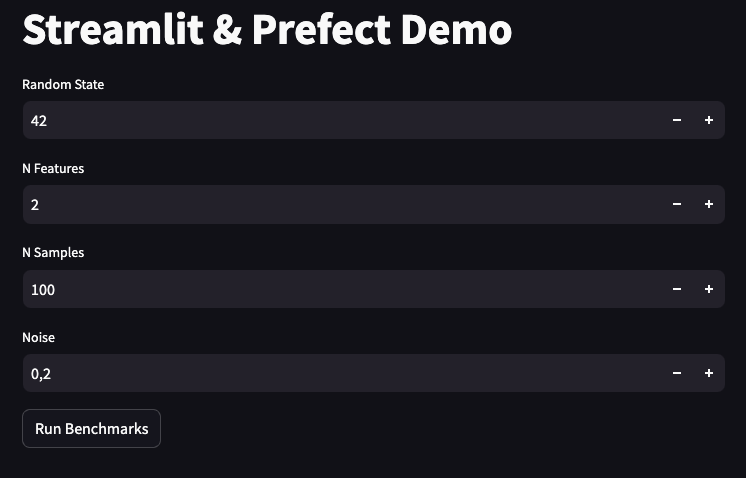 Streamlit & Prefect Demo
Random State
42
N Features
2
N Samples
100
Noise
0,2
Run Benchmarks